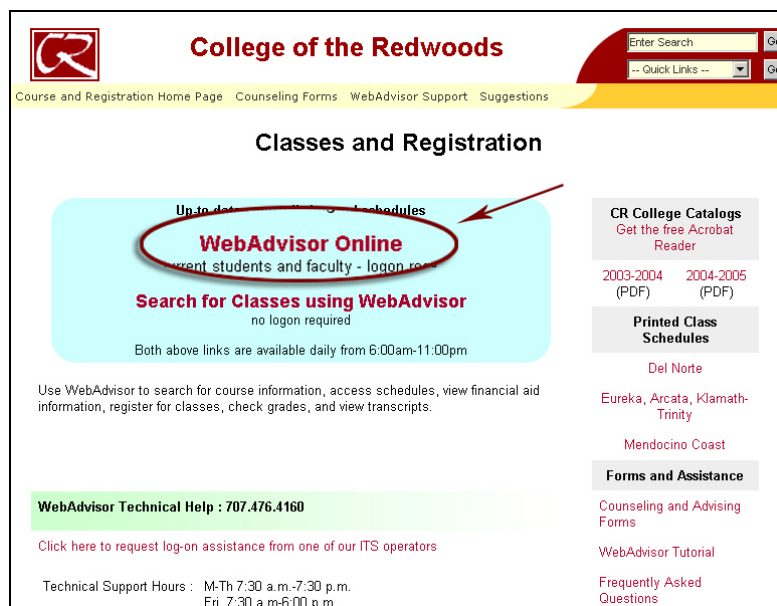 CR
College of the Redwoods
Enter Search
-- Quick Links --
Course and Registration Home Page Counseling Forms WebAdvisor Support Suggestions
Classes and Registration
Up-to schedules
WebAdvisor Online
students and faculty - logon
Search for Classes using WebAdvisor
no logon required
Both above links are available daily from 6:00am-11:00pm
Use WebAdvisor to search for course information, access schedules, view financial aid
information, register for classes, check grades, and view transcripts.
WebAdvisor Technical Help : 707.476.4160
Click here to request log-on assistance from one of our ITS operators
Technical Support Hours : M-Th 7:30 a.m.-7:30 p.m.
Fri. 7:30 a.m-6:00 p.m.
CR College Catalogs
Get the free Acrobat
Reader
2003-2004 2004-2005
(PDF) (PDF)
Printed Class
Schedules
Del Norte
Eureka, Arcata, Klamath-
Trinity
Mendocino Coast
Forms and Assistance
Counseling and Advising
Forms
WebAdvisor Tutorial
Frequently Asked
Questions